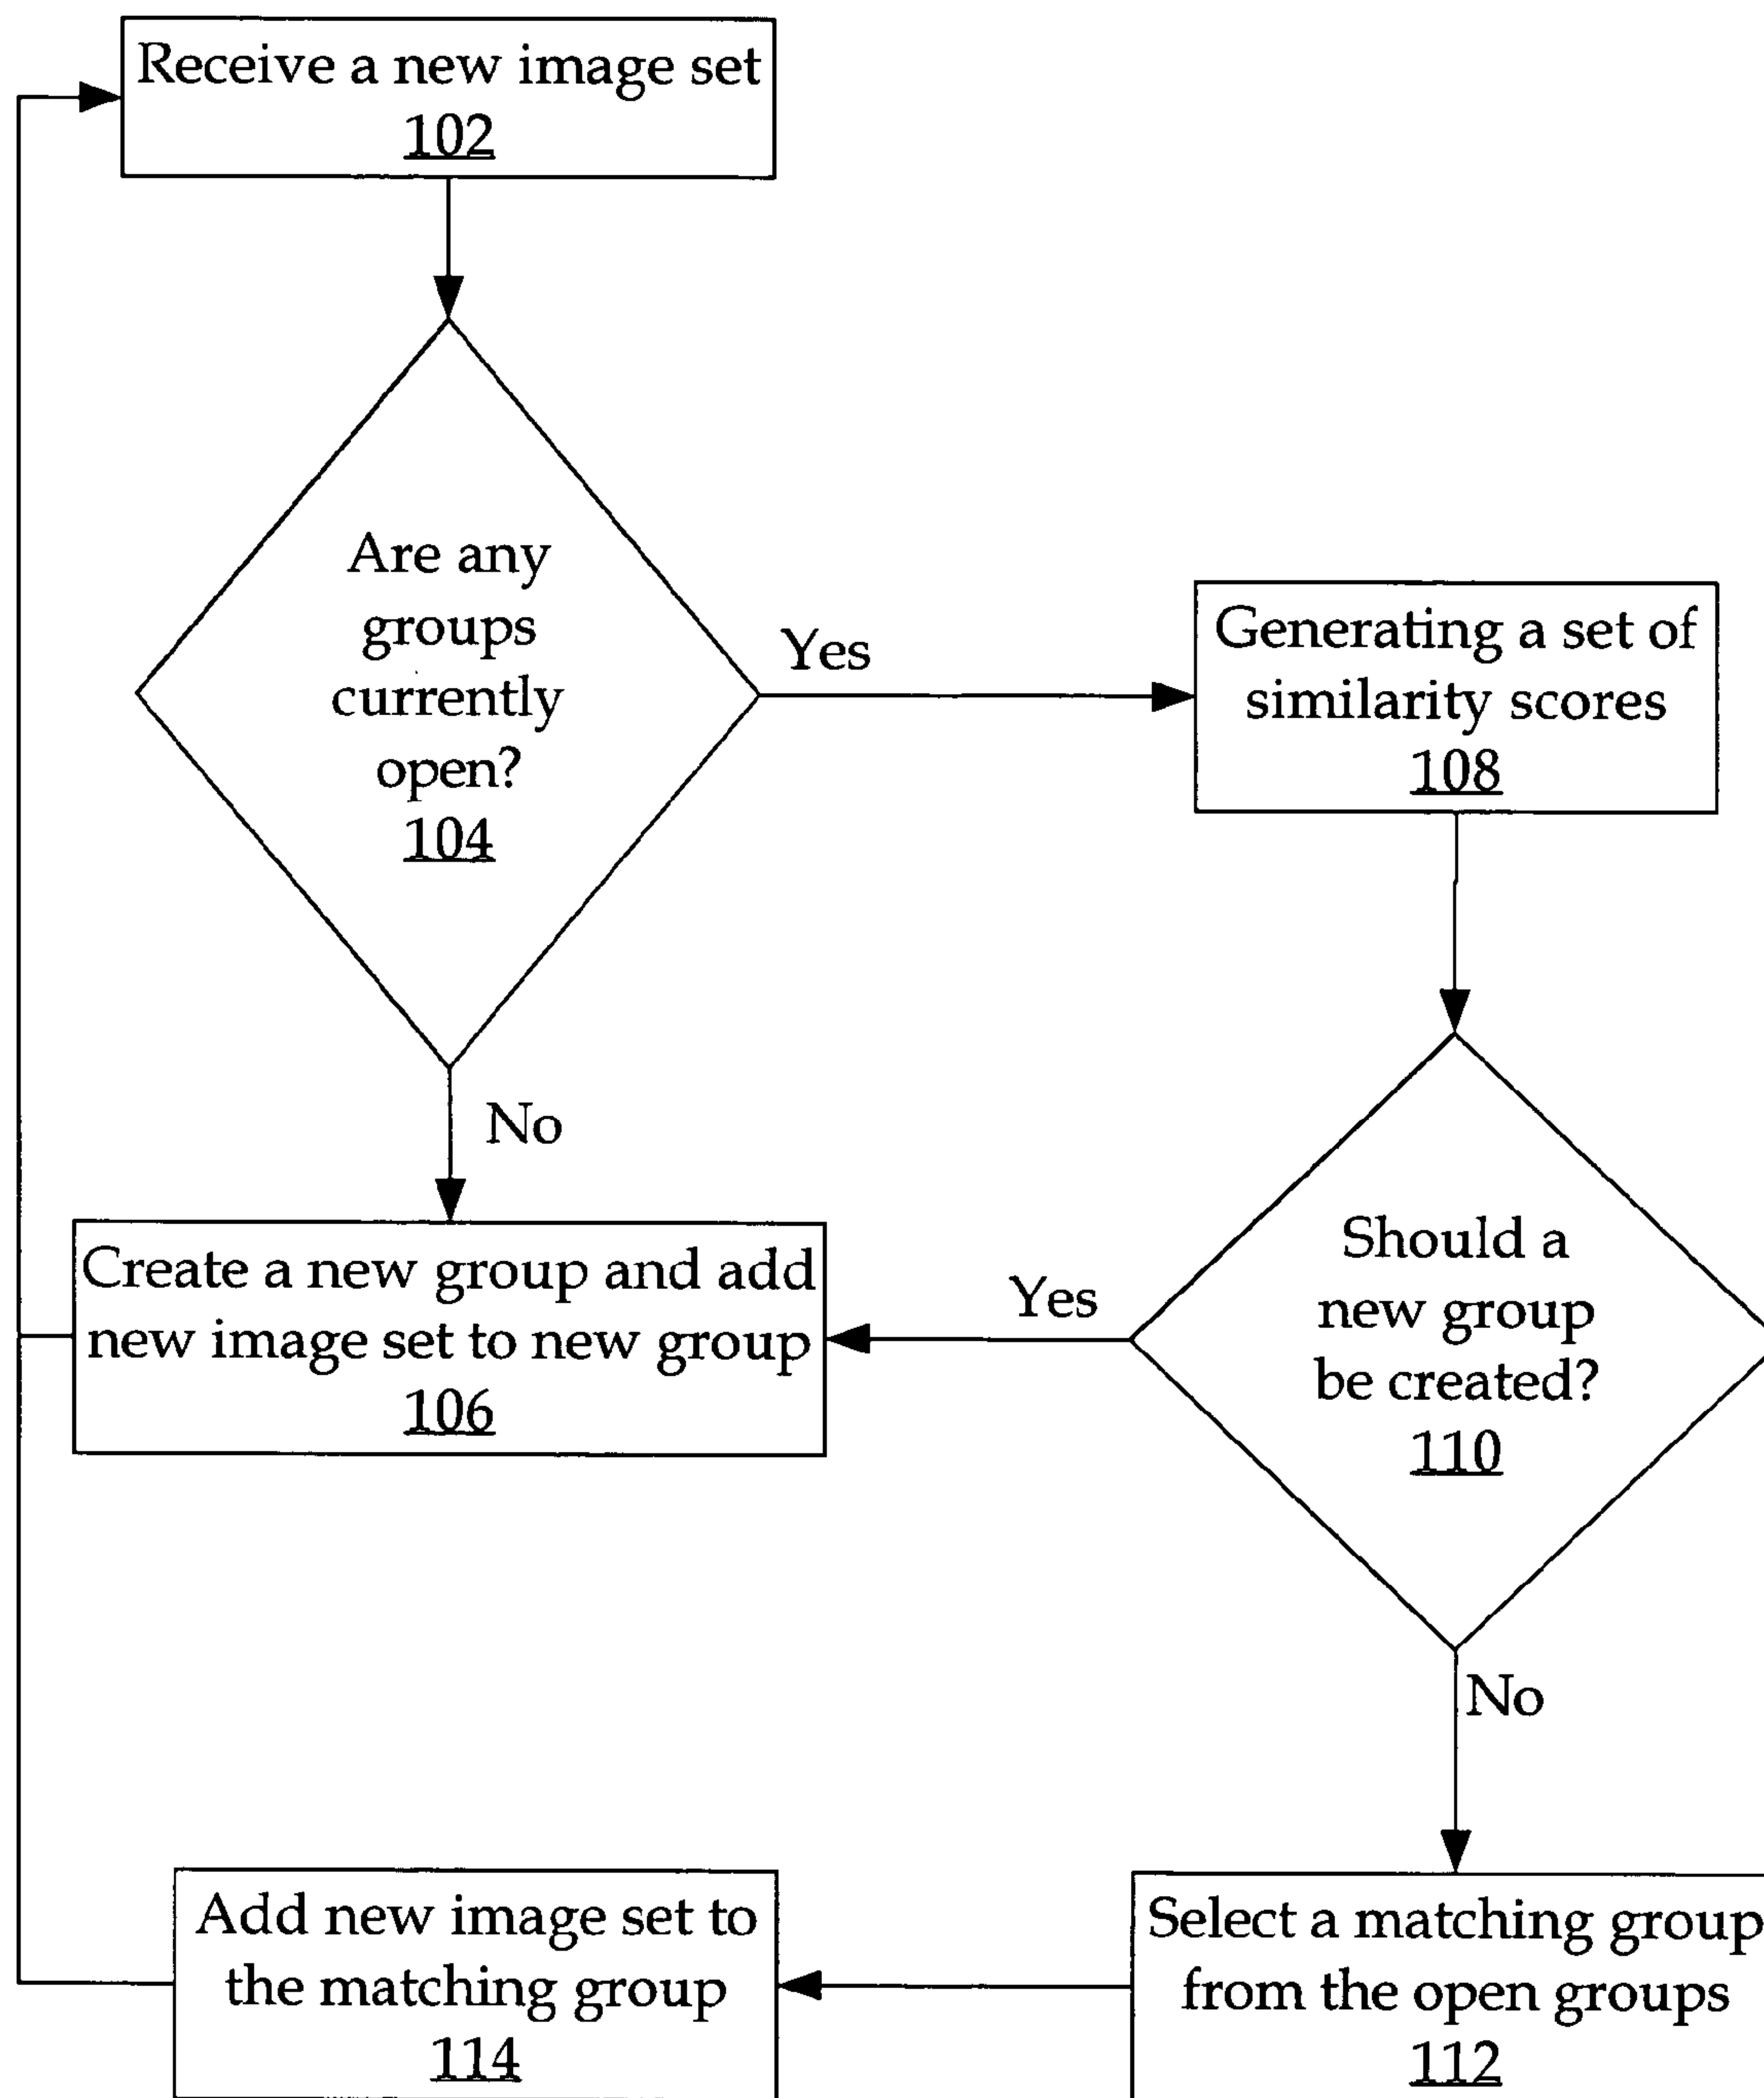 Receive a new image set
102
Are any
groups
currently
open?
104
Yes
Generating a set of
similarity scores
108
No
Create a new group and add
new image set to new group
106
Yes
Should a
new group
be created?
110
No
Add new image set to
the matching group
114
Select a matching group
from the open groups
112